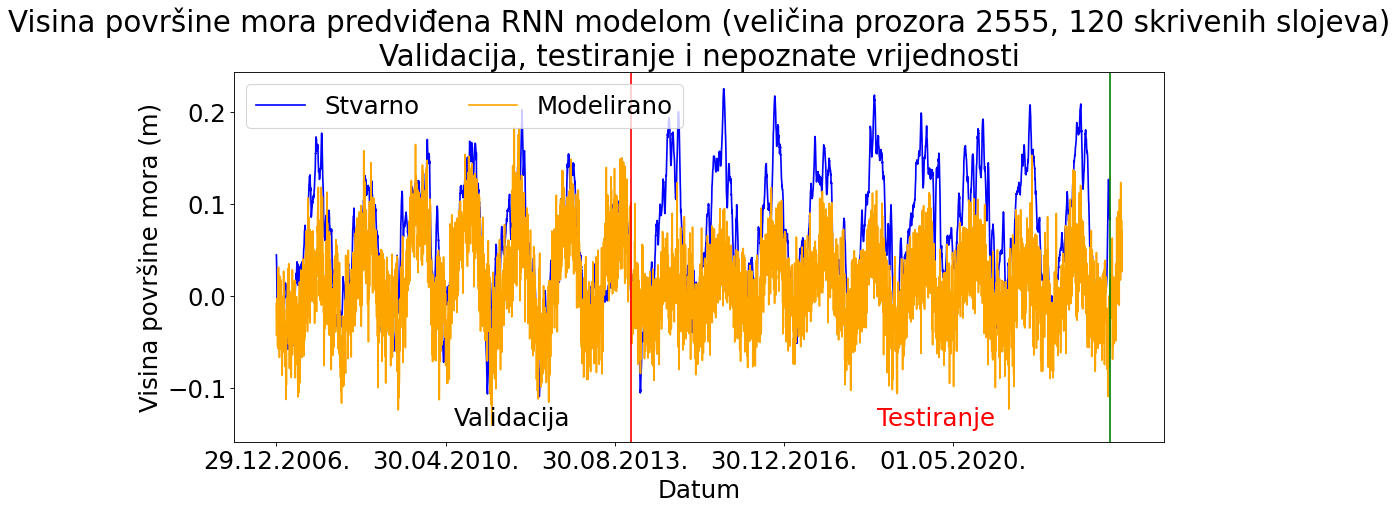 Visina površine mora predviđena RNN modelom (veličina prozora 2555, 120 skrivenih slojeva)
Validacija, testiranje i nepoznate vrijednosti
Stvarno Modelirano
Visina površine mora (m)
0.2
0.1
0.0
−0.1
Validacija
Testiranje
29.12.2006. 30.04.2010. 30.08.2013. 30.12.2016. 01.05.2020.
Datum